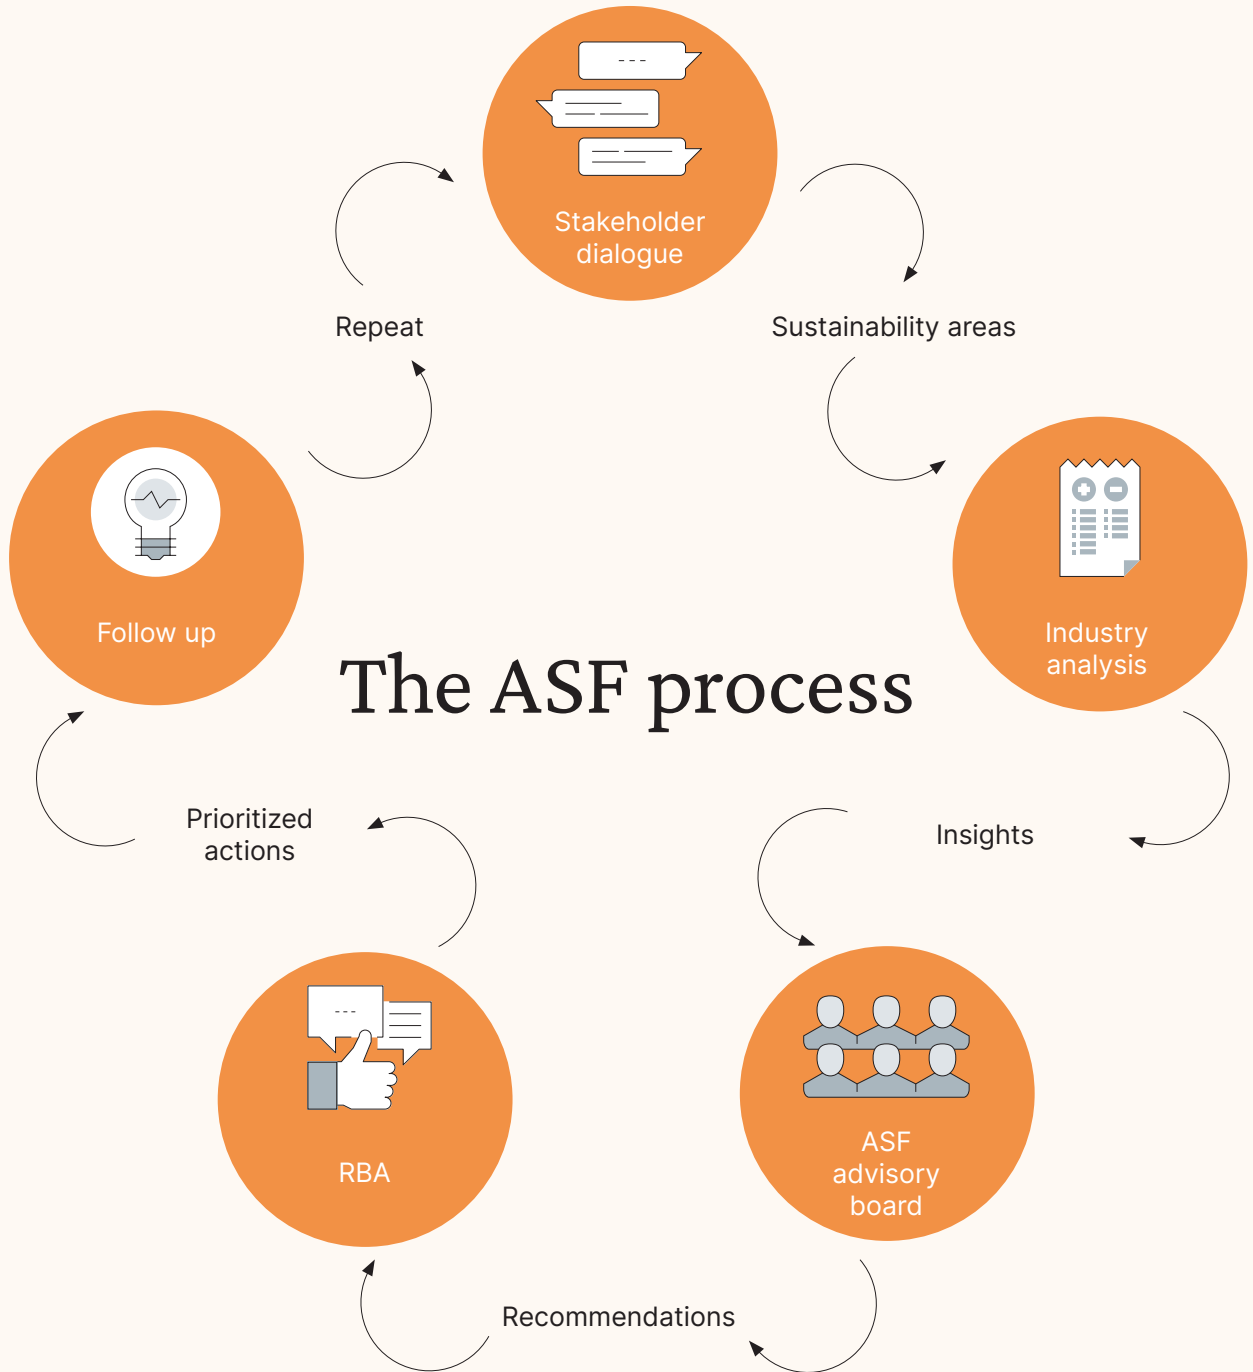 Stakeholder
dialogue
Repeat
Sustainability areas
Follow up
Industry
analysis
The ASF process
Prioritized
actions
Insights
RBA
ASF
advisory
board
Recommendations